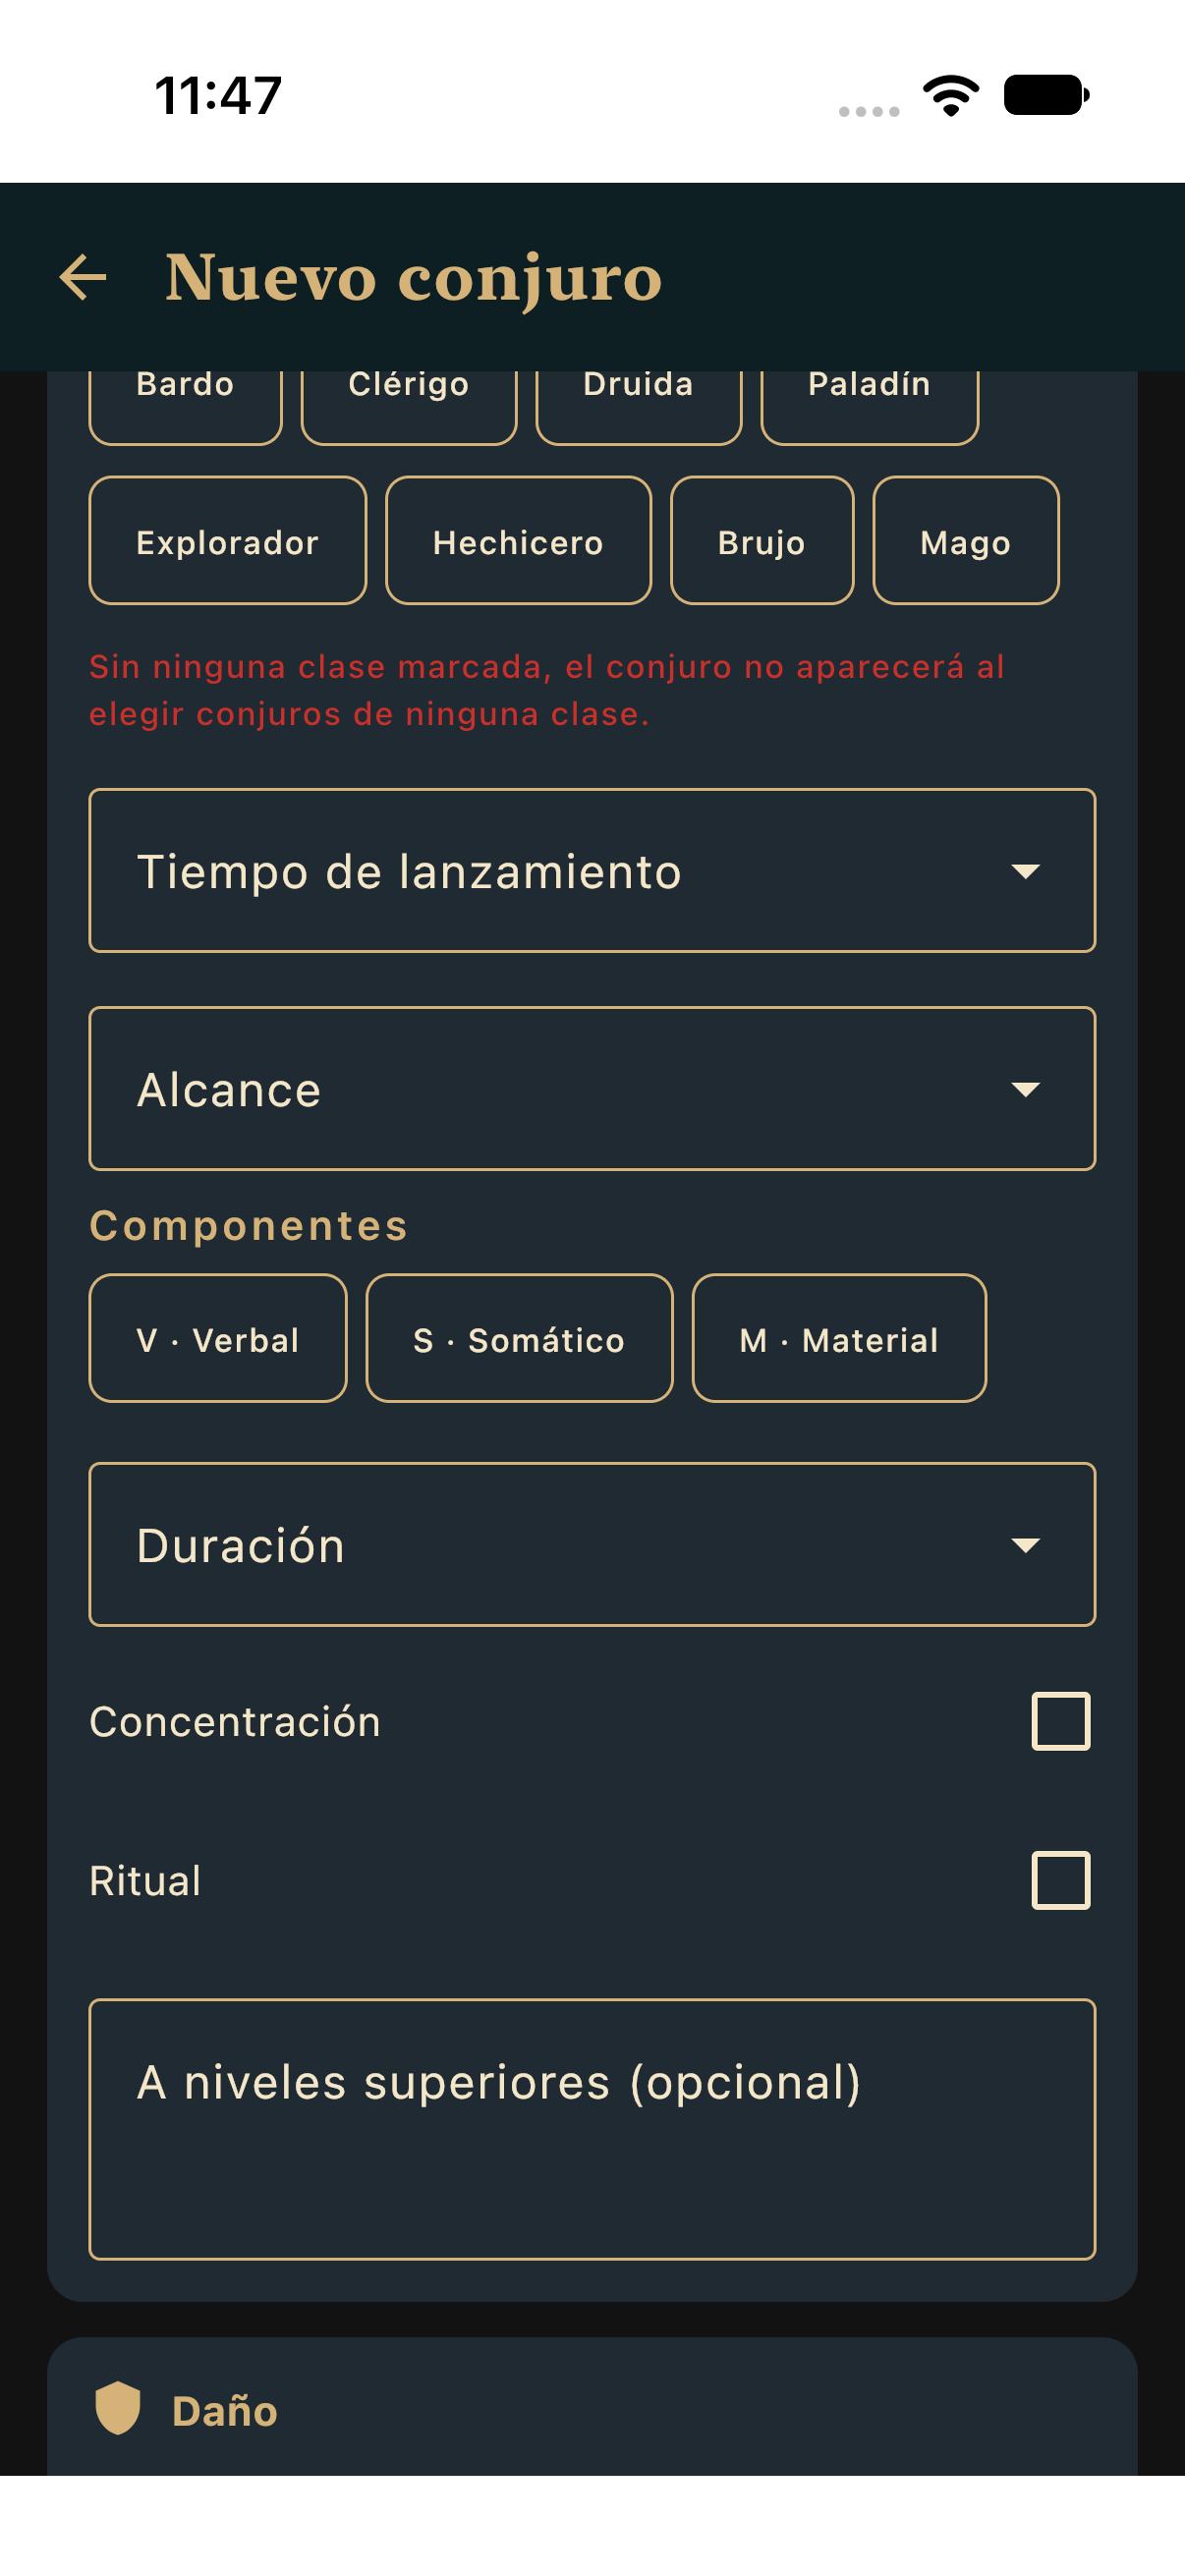 11:47
Nuevo conjuro
Bardo Clérigo Druida Paladín
Explorador Hechicero Brujo Mago
Sin ninguna clase marcada, el conjuro no aparecerá al
elegir conjuros de ninguna clase.
Tiempo de lanzamiento
Alcance
Componentes
V · Verbal S · Somático M · Material
Duración
Concentración
Ritual
A niveles superiores (opcional)
Daño